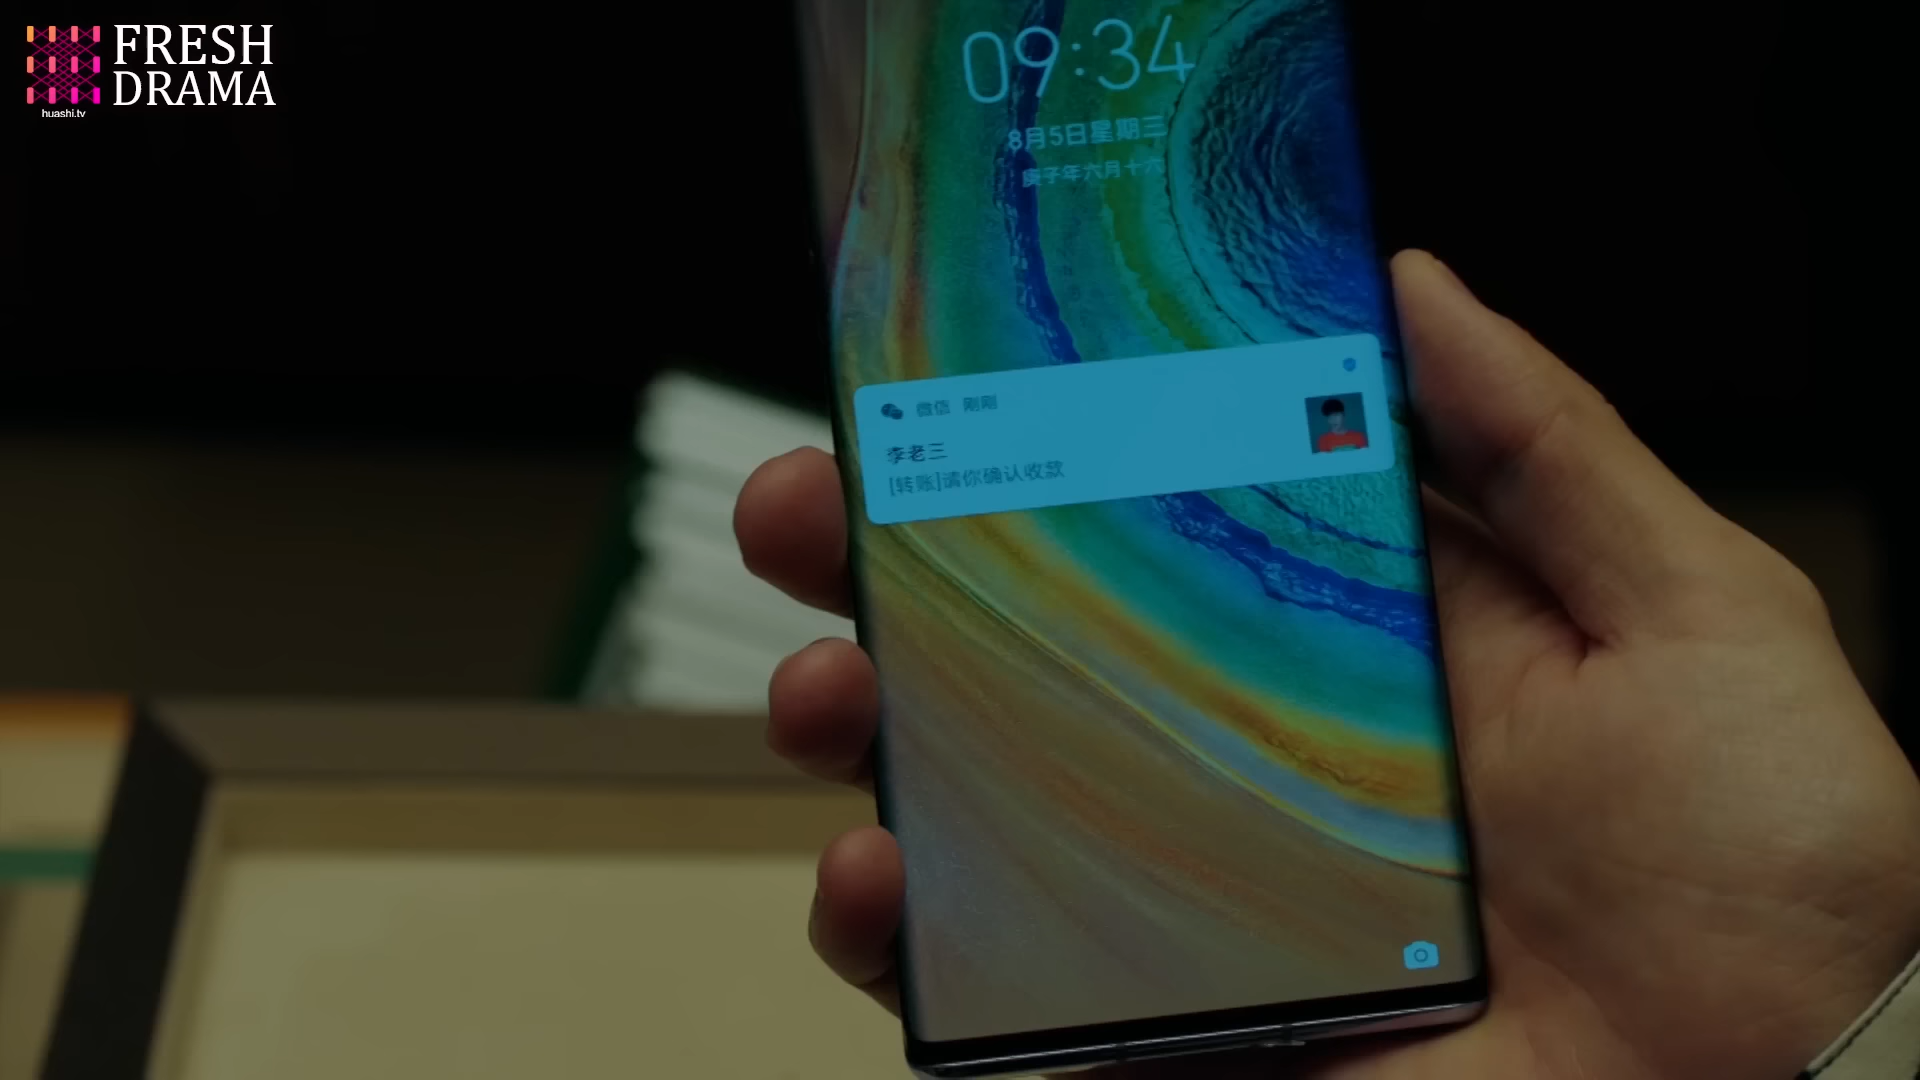 FRESH
DRAMA
huashi.tv
09:34
8月5日星期三
庚子年六月十六
微信 刚刚
李老三
[转账]请你确认收款